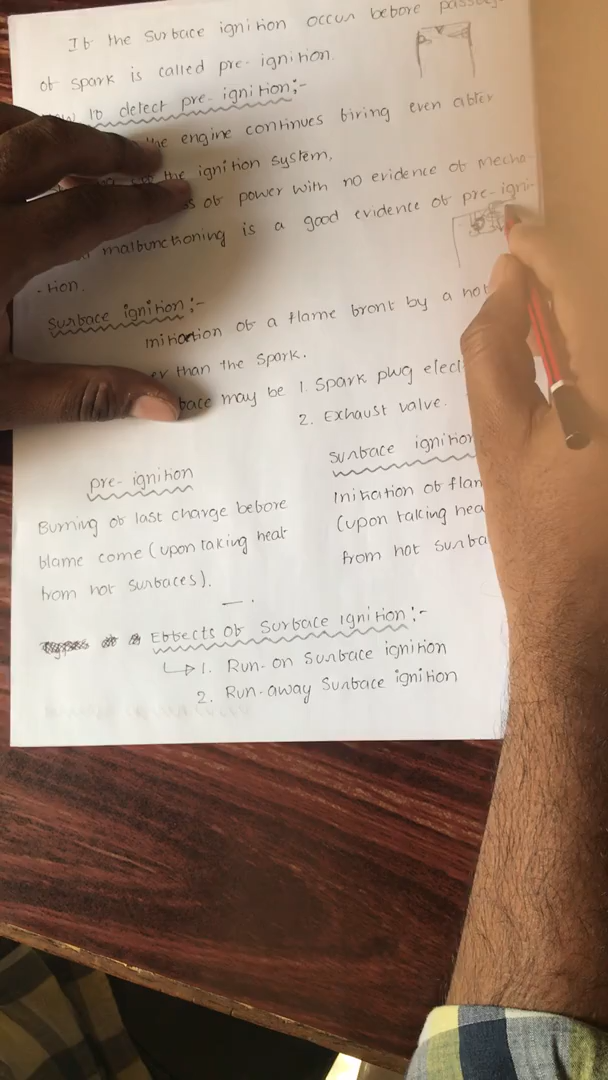 If the surface ignition occur before
of spark is called pre-ignition.
to detect pre-ignition:-
the engine continues firing even after
the ignition system,
of power with no evidence of mecha-
malfunctioning is a good evidence of pre-igni-
-tion.
Surface ignition:-
initiation of a flame front by a hot
than the spark.
may be 1. Spark plug
2. Exhaust valve.
pre-ignition
Burning of last charge before
flame come (upon taking heat
from hot surfaces).
surface ignition
Initiation of
(upon taking
from hot
Effects of surface ignition:-
↳ 1. Run-on surface ignition
2. Run-away surface ignition